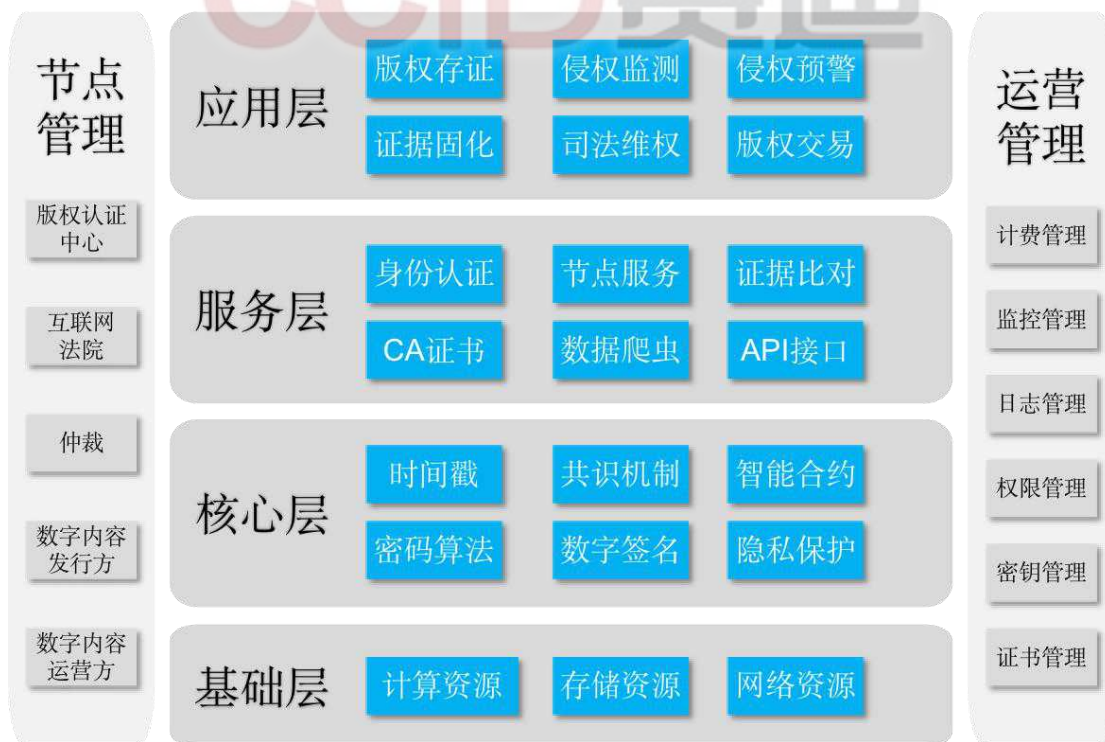 CCID赛迪
节点
管理
版权认证
中心
互联网
法院
仲裁
数字内容
发行方
数字内容
运营方
应用层
版权存证
侵权监测
侵权预警
证据固化
司法维权
版权交易
服务层
身份认证
节点服务
证据比对
CA证书
数据爬虫
API接口
核心层
时间戳
共识机制
智能合约
密码算法
数字签名
隐私保护
基础层
计算资源
存储资源
网络资源
运营
管理
计费管理
监控管理
日志管理
权限管理
密钥管理
证书管理